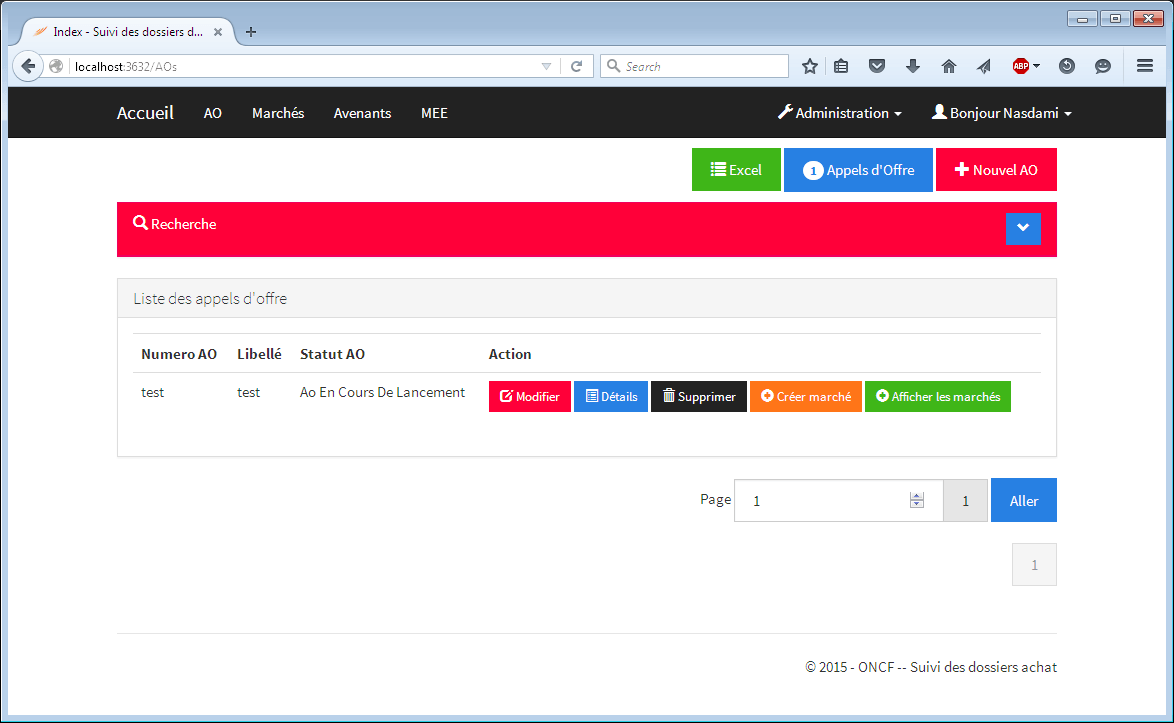 Index - Suivi des dossiers d...
localhost:3632/AOs
Search
ABP
Accueil AO Marchés Avenants MEE Administration Bonjour Nasdami
Excel 1 Appels d'Offre Nouvel AO
Recherche
Liste des appels d'offre
Numero AO Libellé Statut AO Action
test test Ao En Cours De Lancement Modifier Détails Supprimer Créer marché Afficher les marchés
Page 1 1 Aller
1
© 2015 - ONCF -- Suivi des dossiers achat